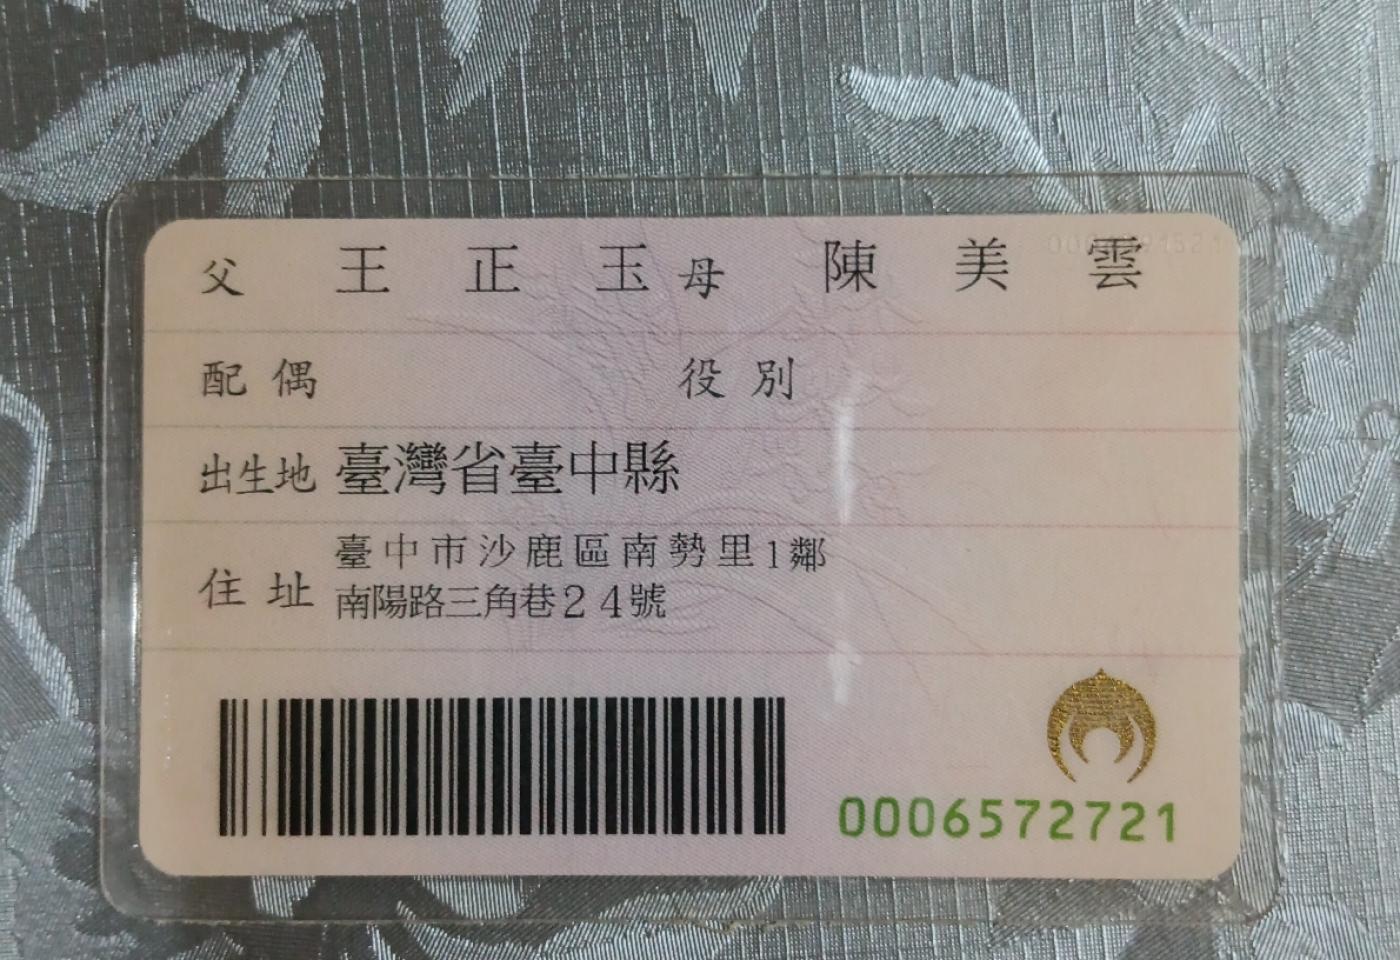 父 王正玉 母 陳美雲
配偶 役別
出生地 臺灣省臺中縣
住址 臺中市沙鹿區南勢里1鄰
南陽路三角巷24號
0006572721